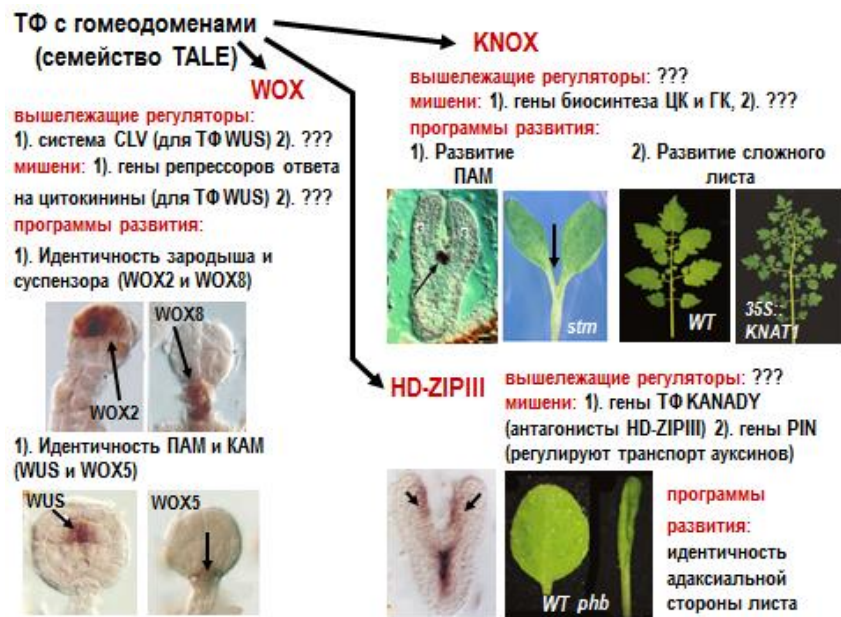 ТФ с гомеодоменами
(семейство TALE)
WOX
вышележащие регуляторы:
1). система CLV (для ТФ WUS) 2). ???
мишени: 1). гены репрессоров ответа
на цитокинины (для ТФ WUS) 2). ???
программы развития:
1). Идентичность зародыша и
суспензора (WOX2 и WOX8)
WOX8
WOX2
1). Идентичность ПАМ и КАМ
(WUS и WOX5)
WUS
WOX5
KNOX
вышележащие регуляторы: ???
мишени: 1). гены биосинтеза ЦК и ГК, 2). ???
программы развития:
1). Развитие
ПАМ
2). Развитие сложного
листа
stm
WT
35S::
KNAT1
HD-ZIPIII
вышележащие регуляторы: ???
мишени: 1). гены ТФ KANADY
(антагонисты HD-ZIPIII) 2). гены PIN
(регулируют транспорт ауксинов)
WT phb
программы
развития:
идентичность
адаксиальной
стороны листа